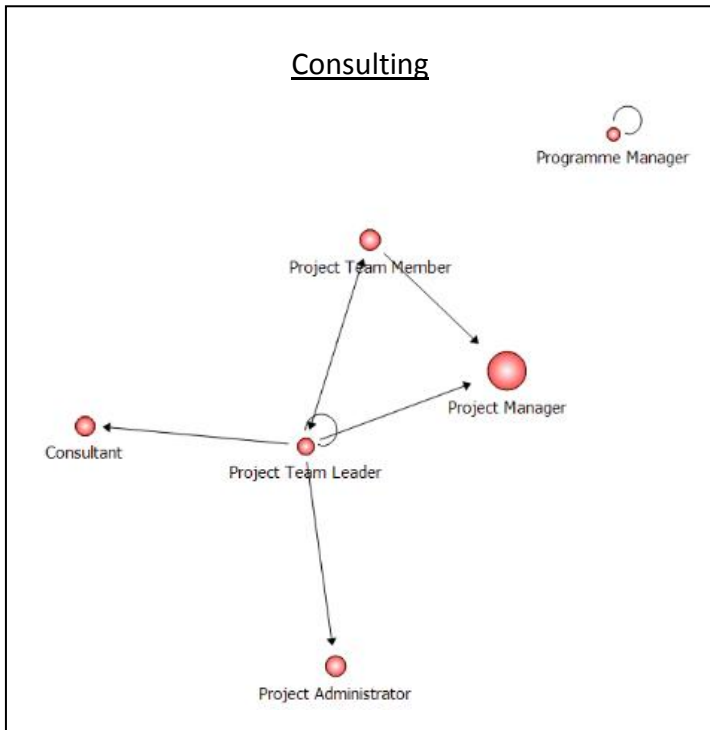 Consulting
Programme Manager
Project Team Member
Project Manager
Consultant
Project Team Leader
Project Administrator